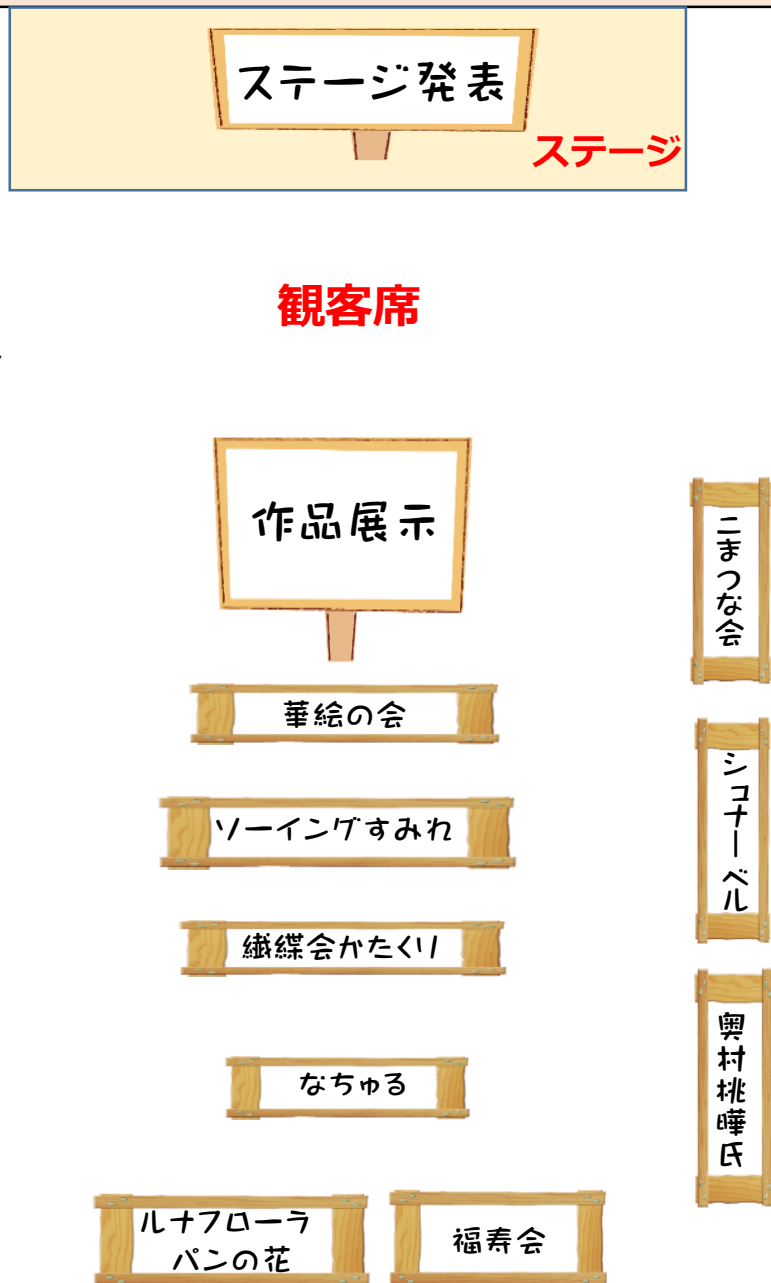 ステージ発表
ステージ
観客席
作品展示
こまつな会
華絵の会
シュナーベル
ソーイングすみれ
繊緤会かたくり
なちゅる
奥村桃曄氏
ルナフローラ
パンの花
福寿会